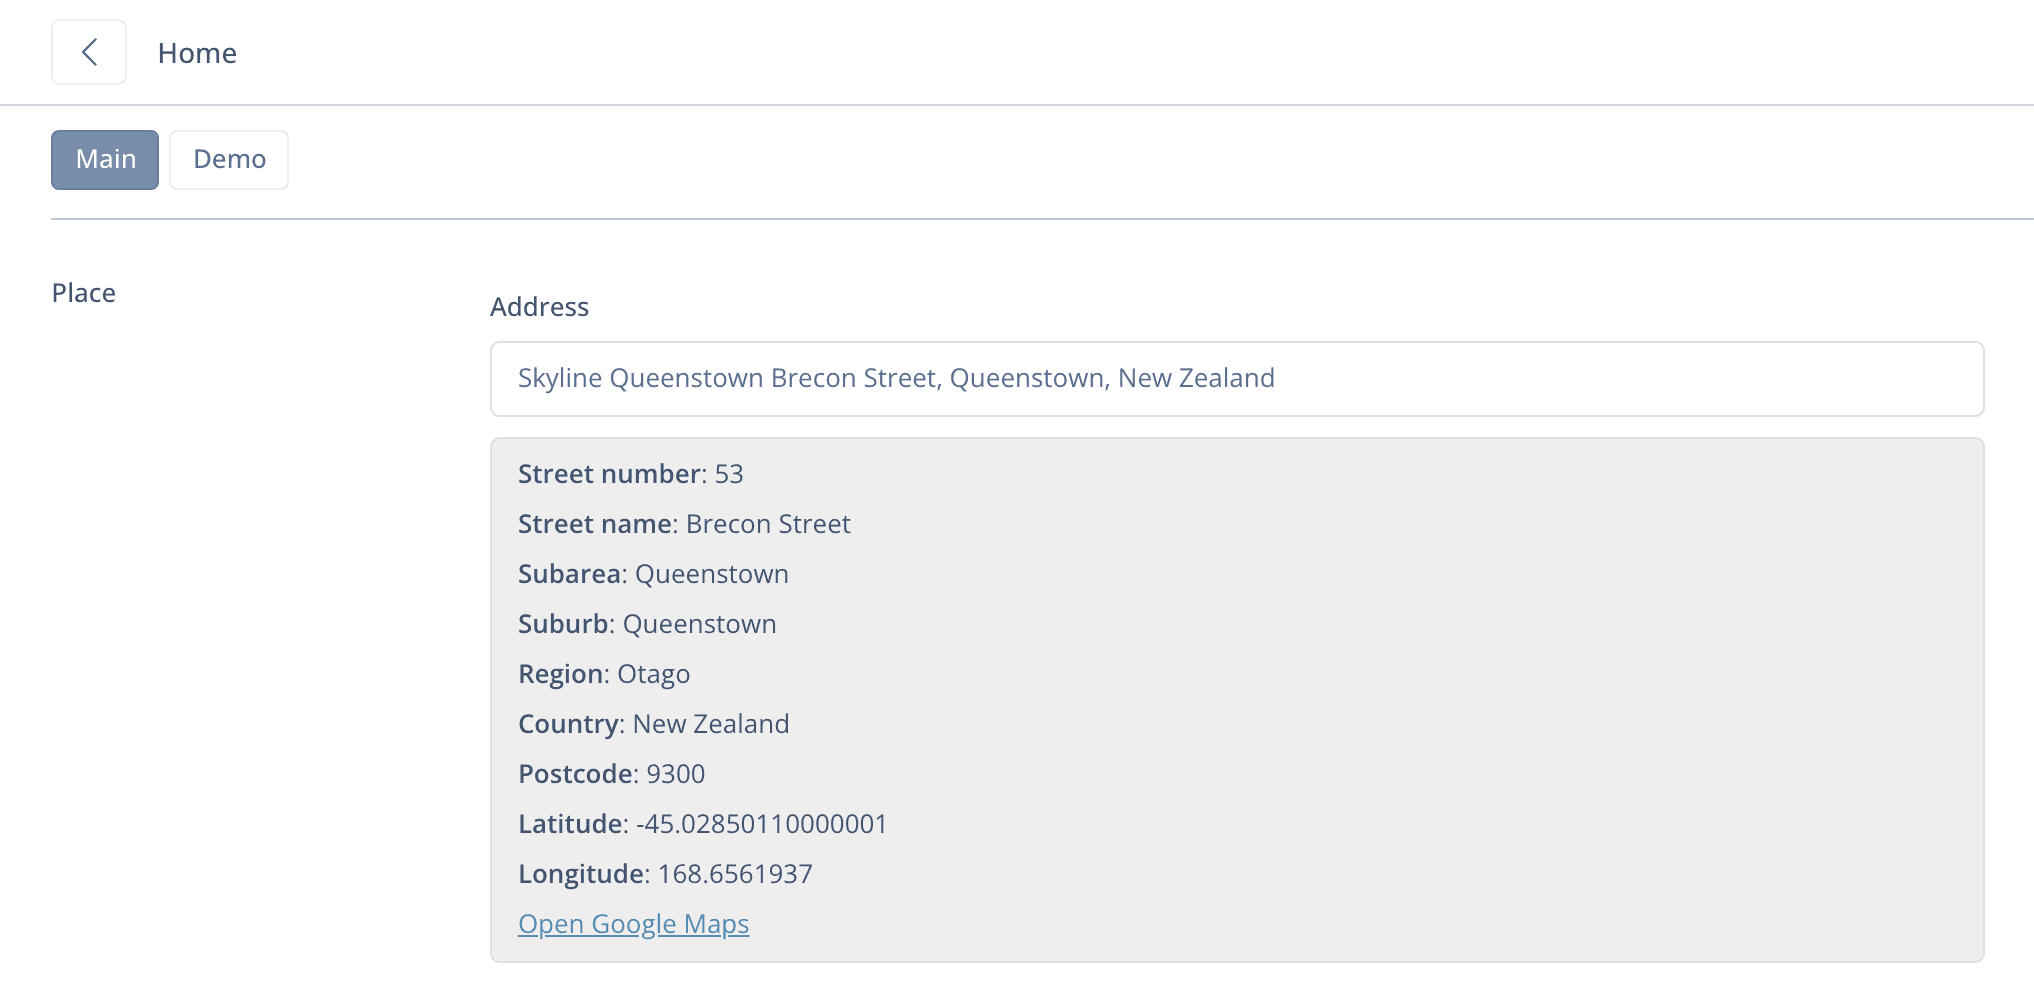 Home
Main
Demo
Place
Address
Skyline Queenstown Brecon Street, Queenstown, New Zealand
Street number: 53
Street name: Brecon Street
Subarea: Queenstown
Suburb: Queenstown
Region: Otago
Country: New Zealand
Postcode: 9300
Latitude: -45.02850110000001
Longitude: 168.6561937
Open Google Maps